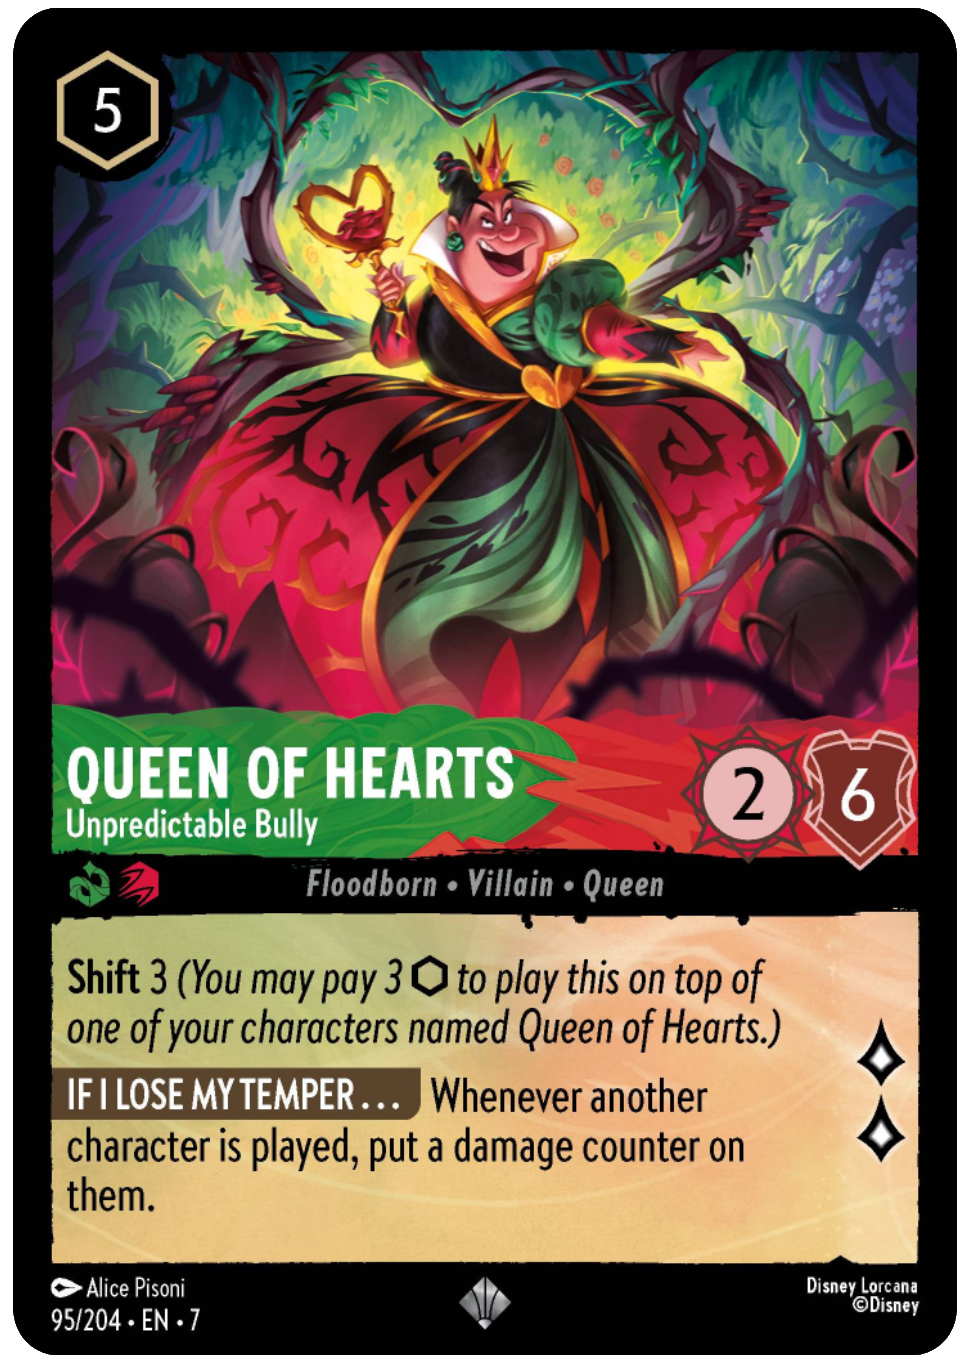 5
QUEEN OF HEARTS
Unpredictable Bully
2
6
Floodborn • Villain • Queen
Shift 3 (You may pay 3 ⬡ to play this on top of
one of your characters named Queen of Hearts.)
IF I LOSE MY TEMPER... Whenever another
character is played, put a damage counter on
them.
Alice Pisoni
95/204 • EN • 7
Disney Lorcana
©Disney